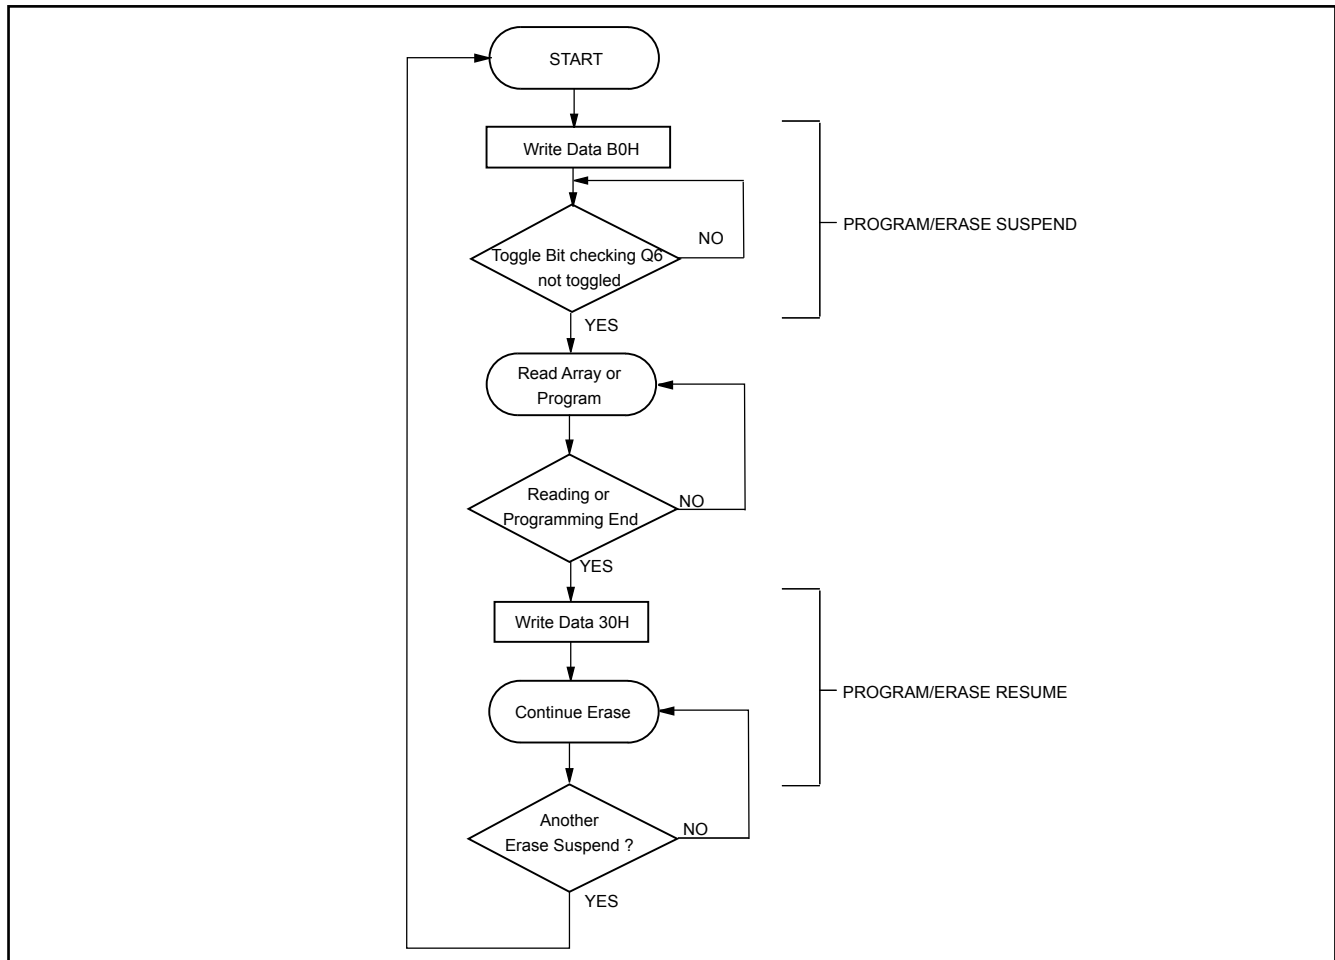 START
Write Data B0H
Toggle Bit checking Q6
not toggled
NO
PROGRAM/ERASE SUSPEND
YES
Read Array or
Program
Reading or
Programming End
NO
YES
Write Data 30H
Continue Erase
PROGRAM/ERASE RESUME
Another
Erase Suspend ?
NO
YES